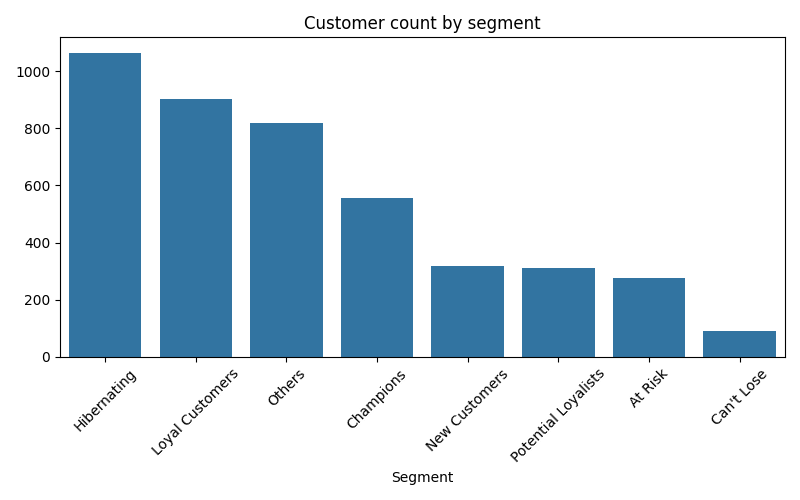 Customer count by segment
1000
800
600
400
200
0
Hibernating
Loyal Customers
Others
Champions
New Customers
Potential Loyalists
At Risk
Can't Lose
Segment